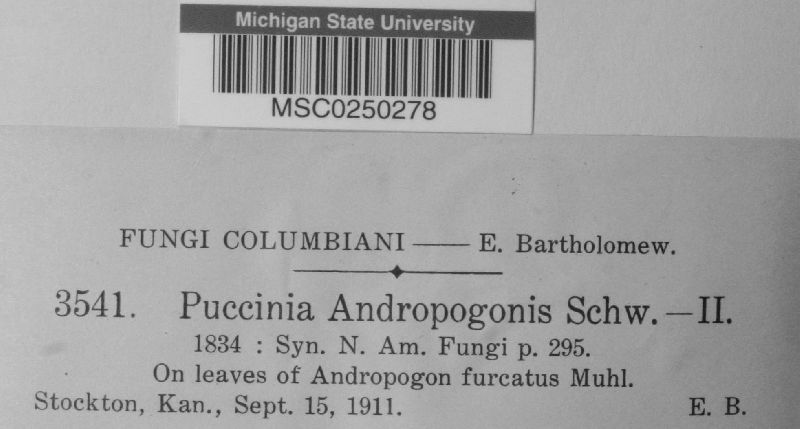 Michigan State University
MSC0250278
FUNGI COLUMBIANI —— E. Bartholomew.
3541. Puccinia Andropogonis Schw.—II.
1834 : Syn. N. Am. Fungi p. 295.
On leaves of Andropogon furcatus Muhl.
Stockton, Kan., Sept. 15, 1911. E. B.